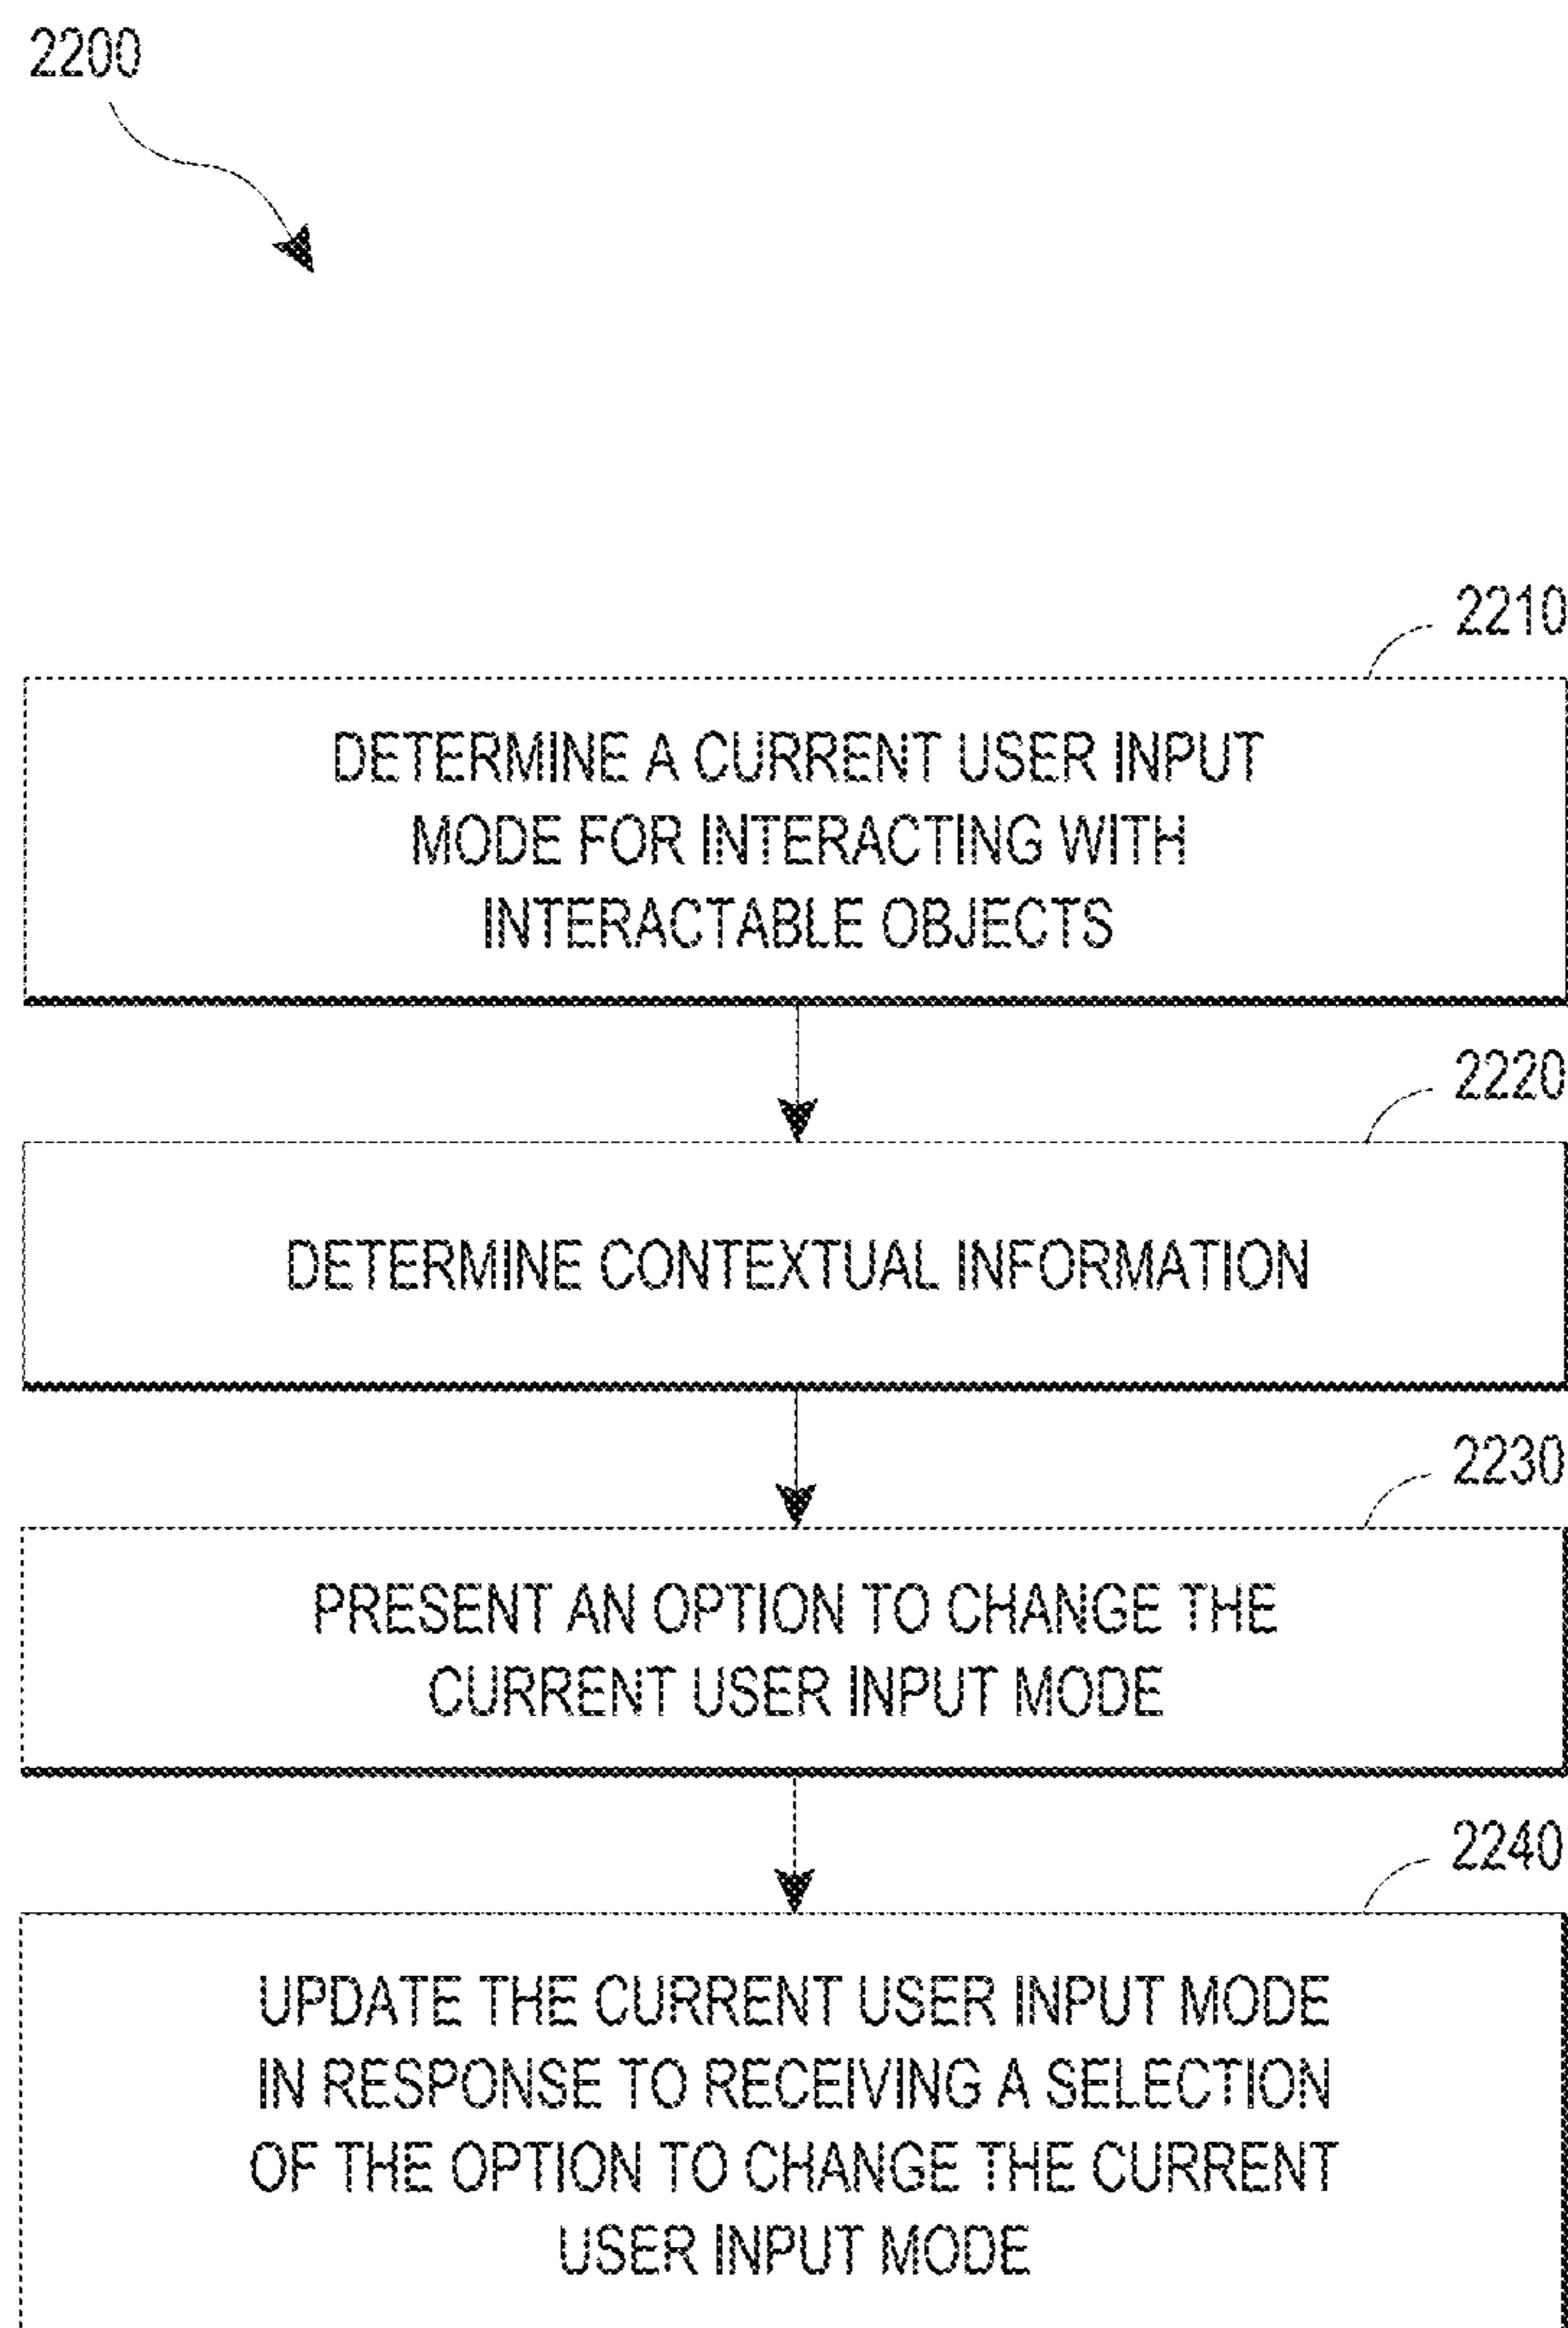 2200
2210
DETERMINE A CURRENT USER INPUT
MODE FOR INTERACTING WITH
INTERACTABLE OBJECTS
2220
DETERMINE CONTEXTUAL INFORMATION
2230
PRESENT AN OPTION TO CHANGE THE
CURRENT USER INPUT MODE
2240
UPDATE THE CURRENT USER INPUT MODE
IN RESPONSE TO RECEIVING A SELECTION
OF THE OPTION TO CHANGE THE CURRENT
USER INPUT MODE